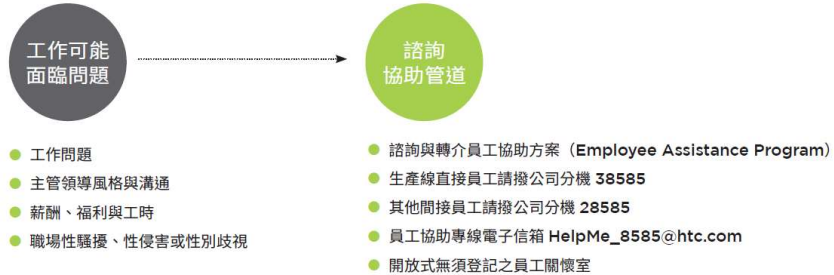 工作可能
面臨問題
諮詢
協助管道
工作問題
主管領導風格與溝通
薪酬、福利與工時
職場性騷擾、性侵害或性別歧視
諮詢與轉介員工協助方案（Employee Assistance Program）
生產線直接員工請撥公司分機 38585
其他間接員工請撥公司分機 28585
員工協助專線電子信箱 HelpMe_8585@htc.com
開放式無須登記之員工關懷室